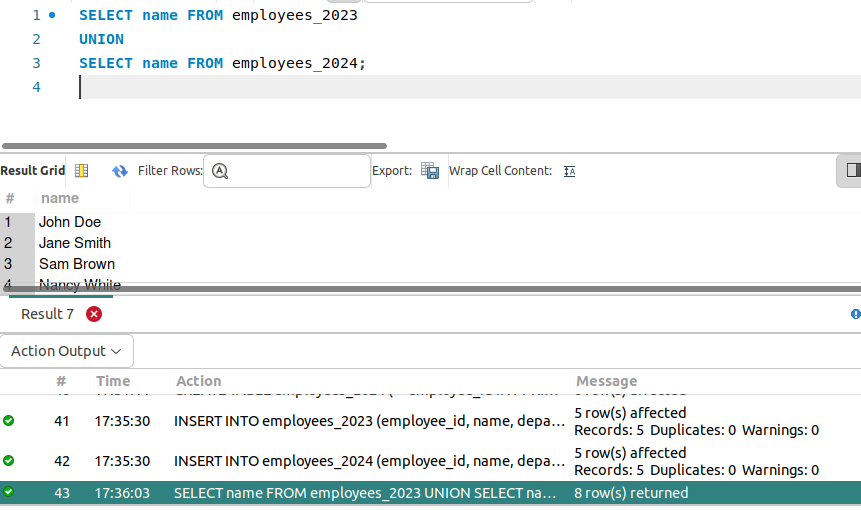 1 SELECT name FROM employees_2023
2 UNION
3 SELECT name FROM employees_2024;
4
Result Grid Filter Rows: Export: Wrap Cell Content:
# name
1 John Doe
2 Jane Smith
3 Sam Brown
4 Nancy White
Result 7
Action Output
# Time Action Message
41 17:35:30 INSERT INTO employees_2023 (employee_id, name, depa... 5 row(s) affected
Records: 5 Duplicates: 0 Warnings: 0
42 17:35:30 INSERT INTO employees_2024 (employee_id, name, depa... 5 row(s) affected
Records: 5 Duplicates: 0 Warnings: 0
43 17:36:03 SELECT name FROM employees_2023 UNION SELECT na... 8 row(s) returned